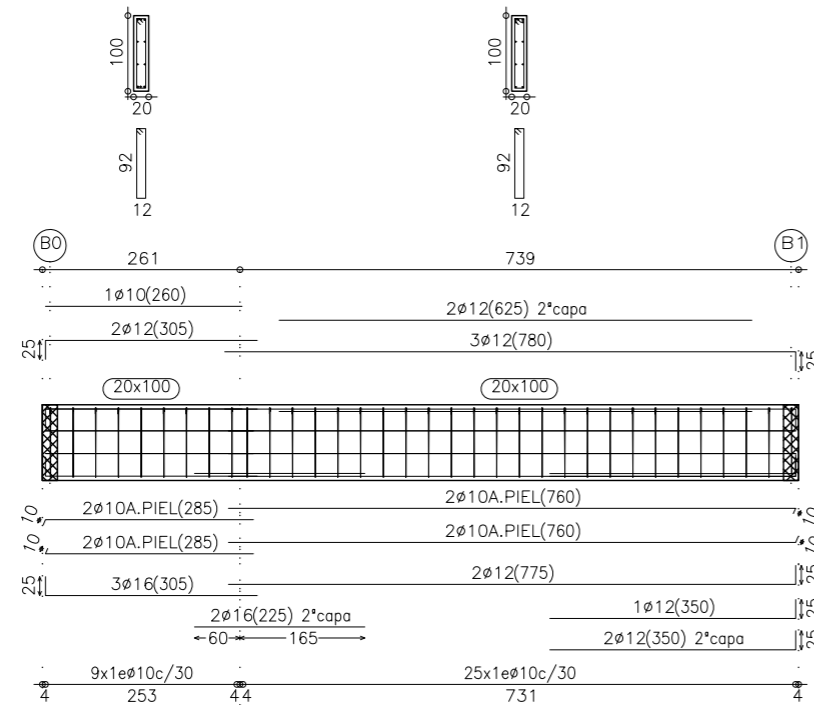 100
20
100
20
92
12
92
12
B0
B1
261
739
1ø10(260)
2ø12(625) 2ªcapa
2ø12(305)
3ø12(780)
25
25
20x100
20x100
2ø10A.PIEL(285)
2ø10A.PIEL(760)
10
10
2ø10A.PIEL(285)
2ø10A.PIEL(760)
10
10
3ø16(305)
2ø12(775)
25
25
2ø16(225) 2ªcapa
1ø12(350)
25
60
165
2ø12(350) 2ªcapa
25
9x1eø10c/30
25x1eø10c/30
4
253
44
731
4